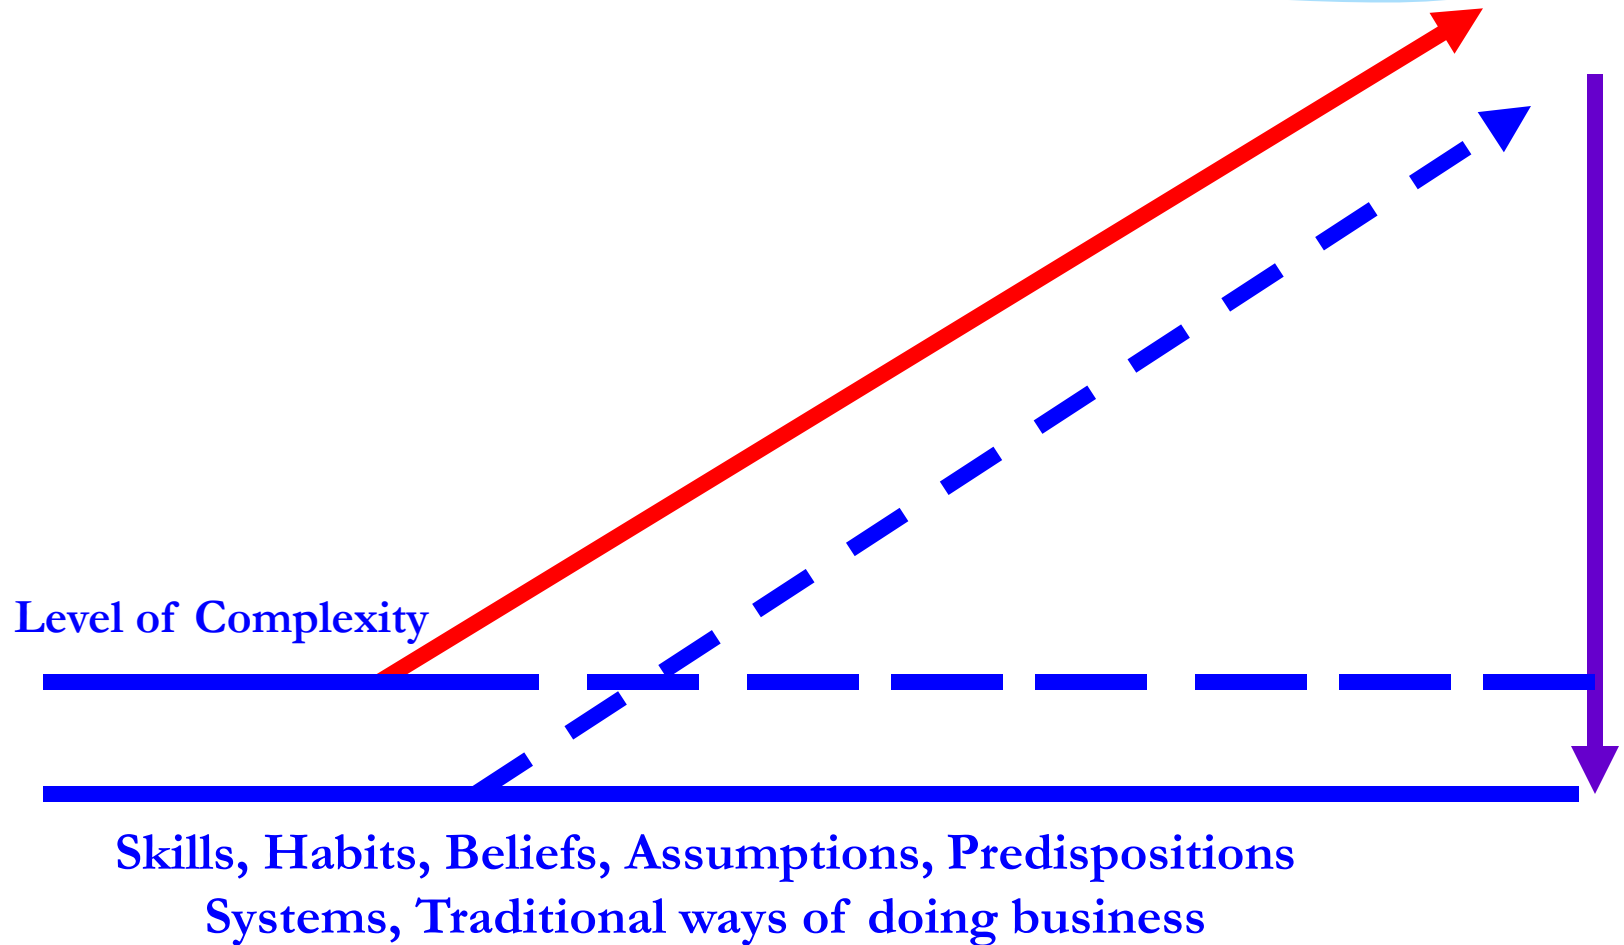 Level of Complexity
Skills, Habits, Beliefs, Assumptions, Predispositions
Systems, Traditional ways of doing business